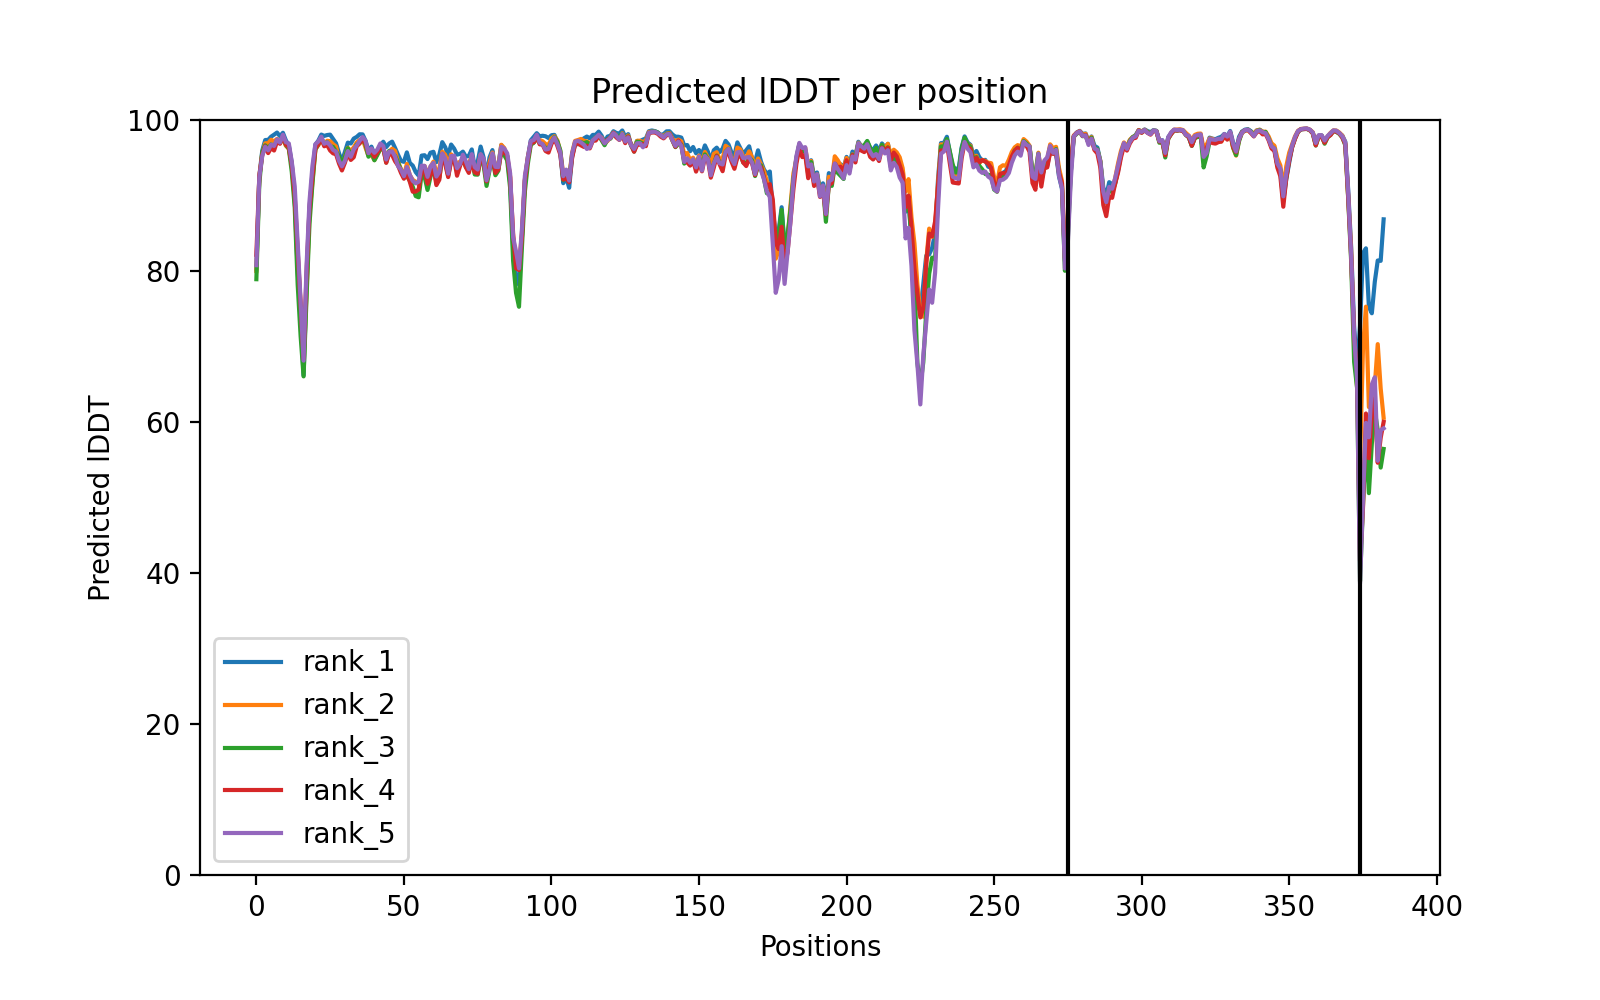 Predicted lDDT per position
100
80
60
40
20
0
Predicted lDDT
rank_1
rank_2
rank_3
rank_4
rank_5
0 50 100 150 200 250 300 350 400
Positions